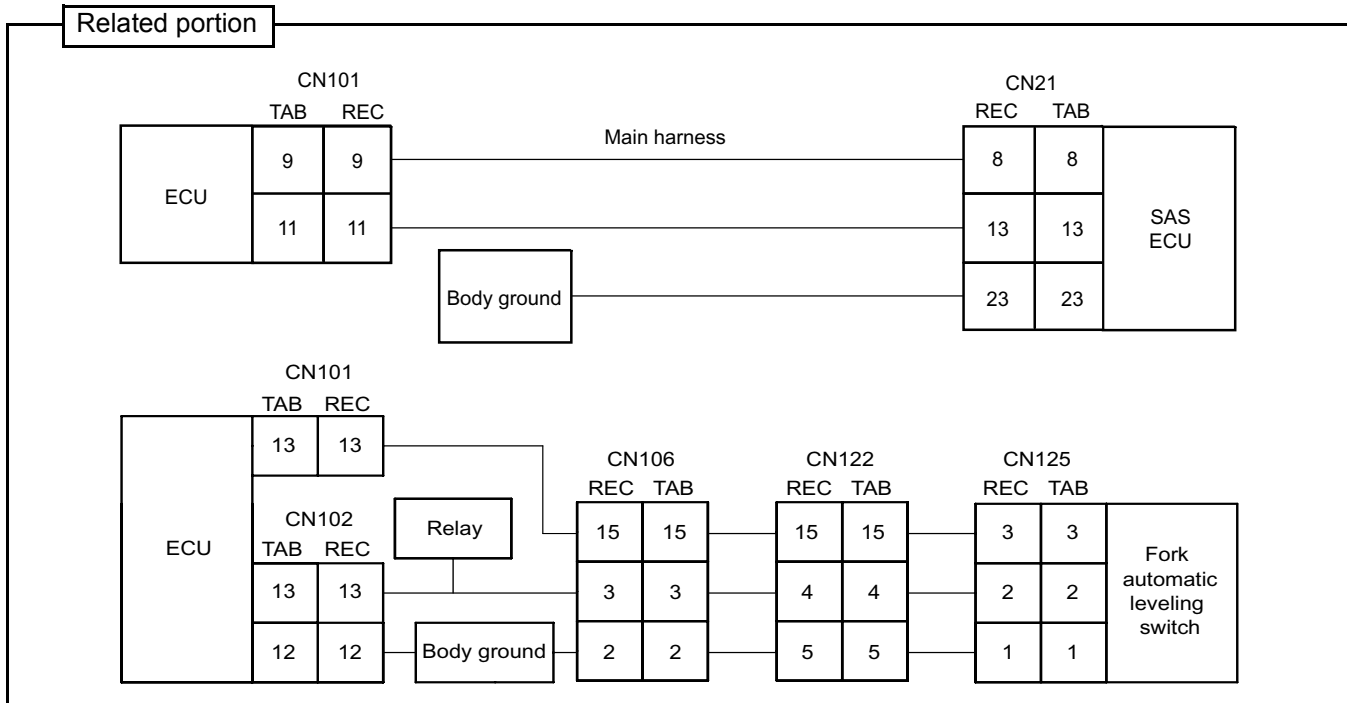 Related portion
CN101
TAB REC
CN21
REC TAB
Main harness
ECU
9 9
11 11
8 8
13 13
23 23
SAS
ECU
Body ground
CN101
TAB REC
13 13
CN102
TAB REC
13 13
12 12
ECU
Relay
Body ground
CN106
REC TAB
15 15
3 3
2 2
CN122
REC TAB
15 15
4 4
5 5
CN125
REC TAB
3 3
2 2
1 1
Fork
automatic
leveling
switch